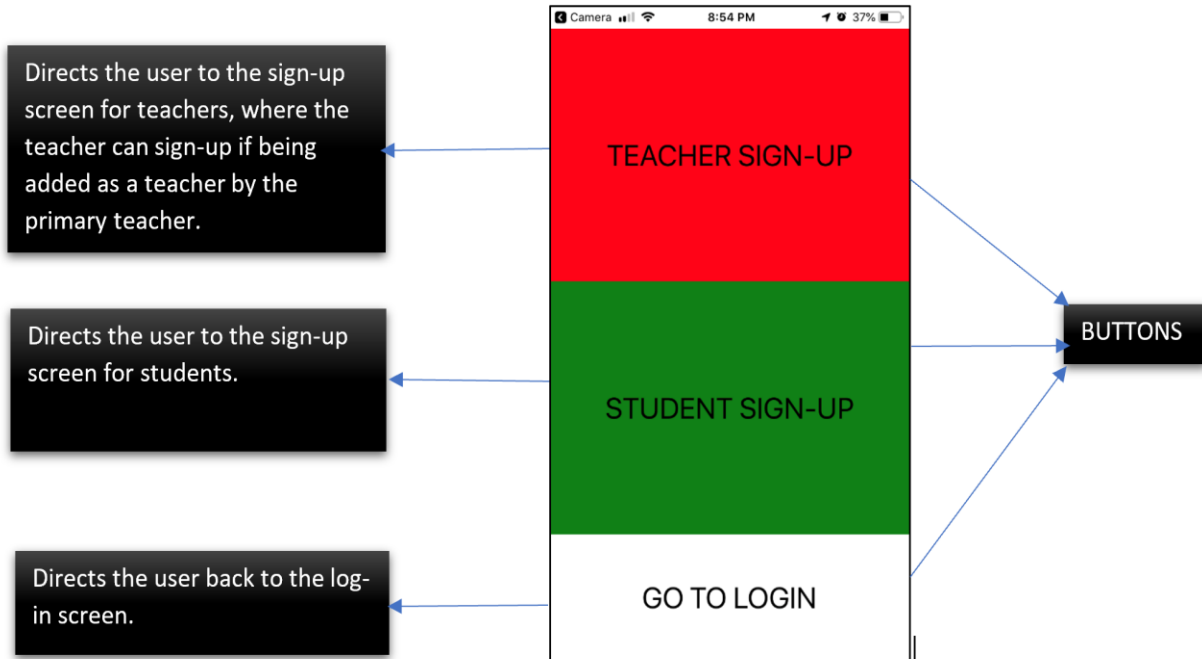 Camera 8:54 PM 37%
Directs the user to the sign-up
screen for teachers, where the
teacher can sign-up if being
added as a teacher by the
primary teacher.
TEACHER SIGN-UP
Directs the user to the sign-up
screen for students.
BUTTONS
STUDENT SIGN-UP
Directs the user back to the log-
in screen.
GO TO LOGIN